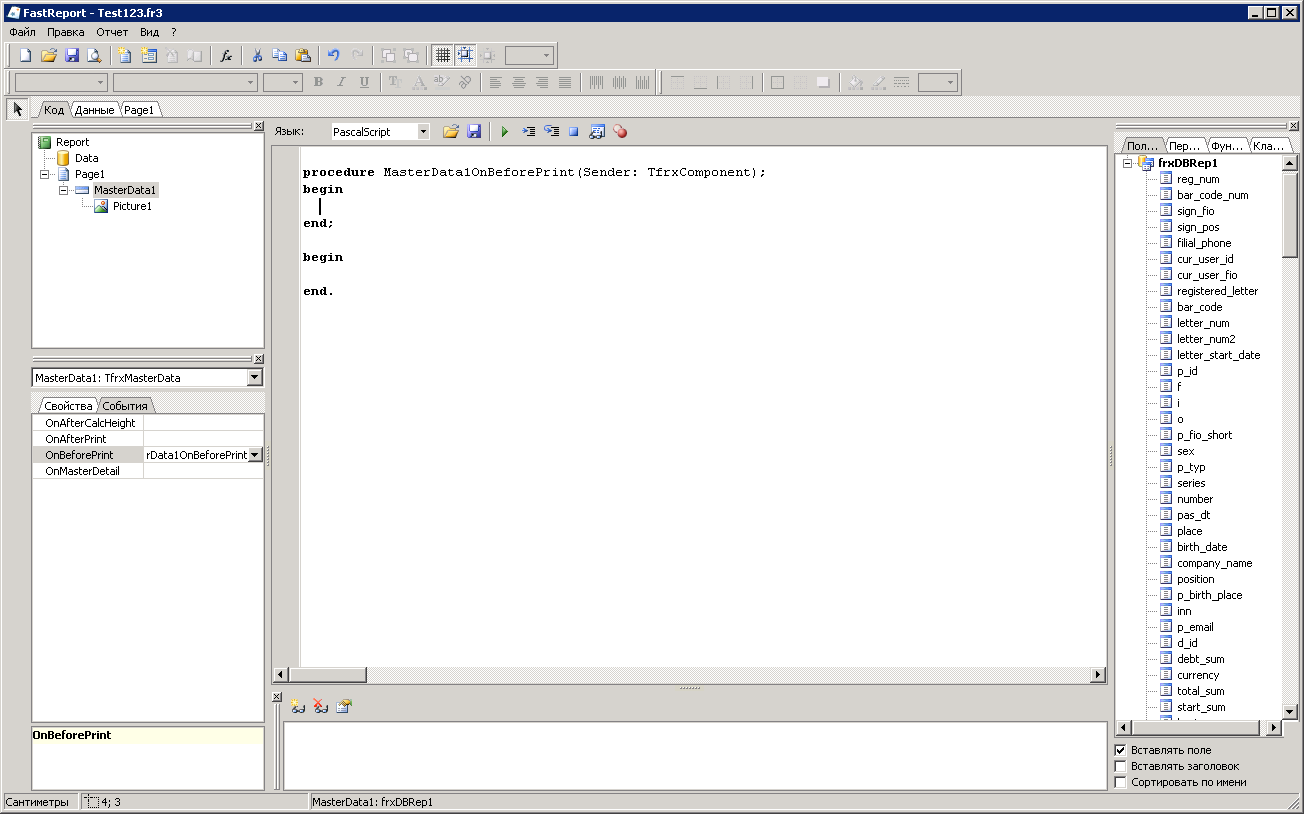 FastReport - Test123.fr3
Файл Правка Отчет Вид ?
Код Данные Page1
Report
Data
Page1
MasterData1
Picture1
MasterData1: TfrxMasterData
Свойства События
OnAfterCalcHeight
OnAfterPrint
OnBeforePrint rData1OnBeforePrint
OnMasterDetail
OnBeforePrint
Язык: PascalScript
procedure MasterData1OnBeforePrint(Sender: TfrxComponent);
begin
end;
begin
end.
Пол... Пер... Фун... Кла...
frxDBRep1
reg_num
bar_code_num
sign_fio
sign_pos
filial_phone
cur_user_id
cur_user_fio
registered_letter
bar_code
letter_num
letter_num2
letter_start_date
p_id
f
i
o
p_fio_short
sex
p_typ
series
number
pas_dt
place
birth_date
company_name
position
p_birth_place
inn
p_email
d_id
debt_sum
currency
total_sum
start_sum
Вставлять поле
Вставлять заголовок
Сортировать по имени
Сантиметры 4; 3 MasterData1: frxDBRep1